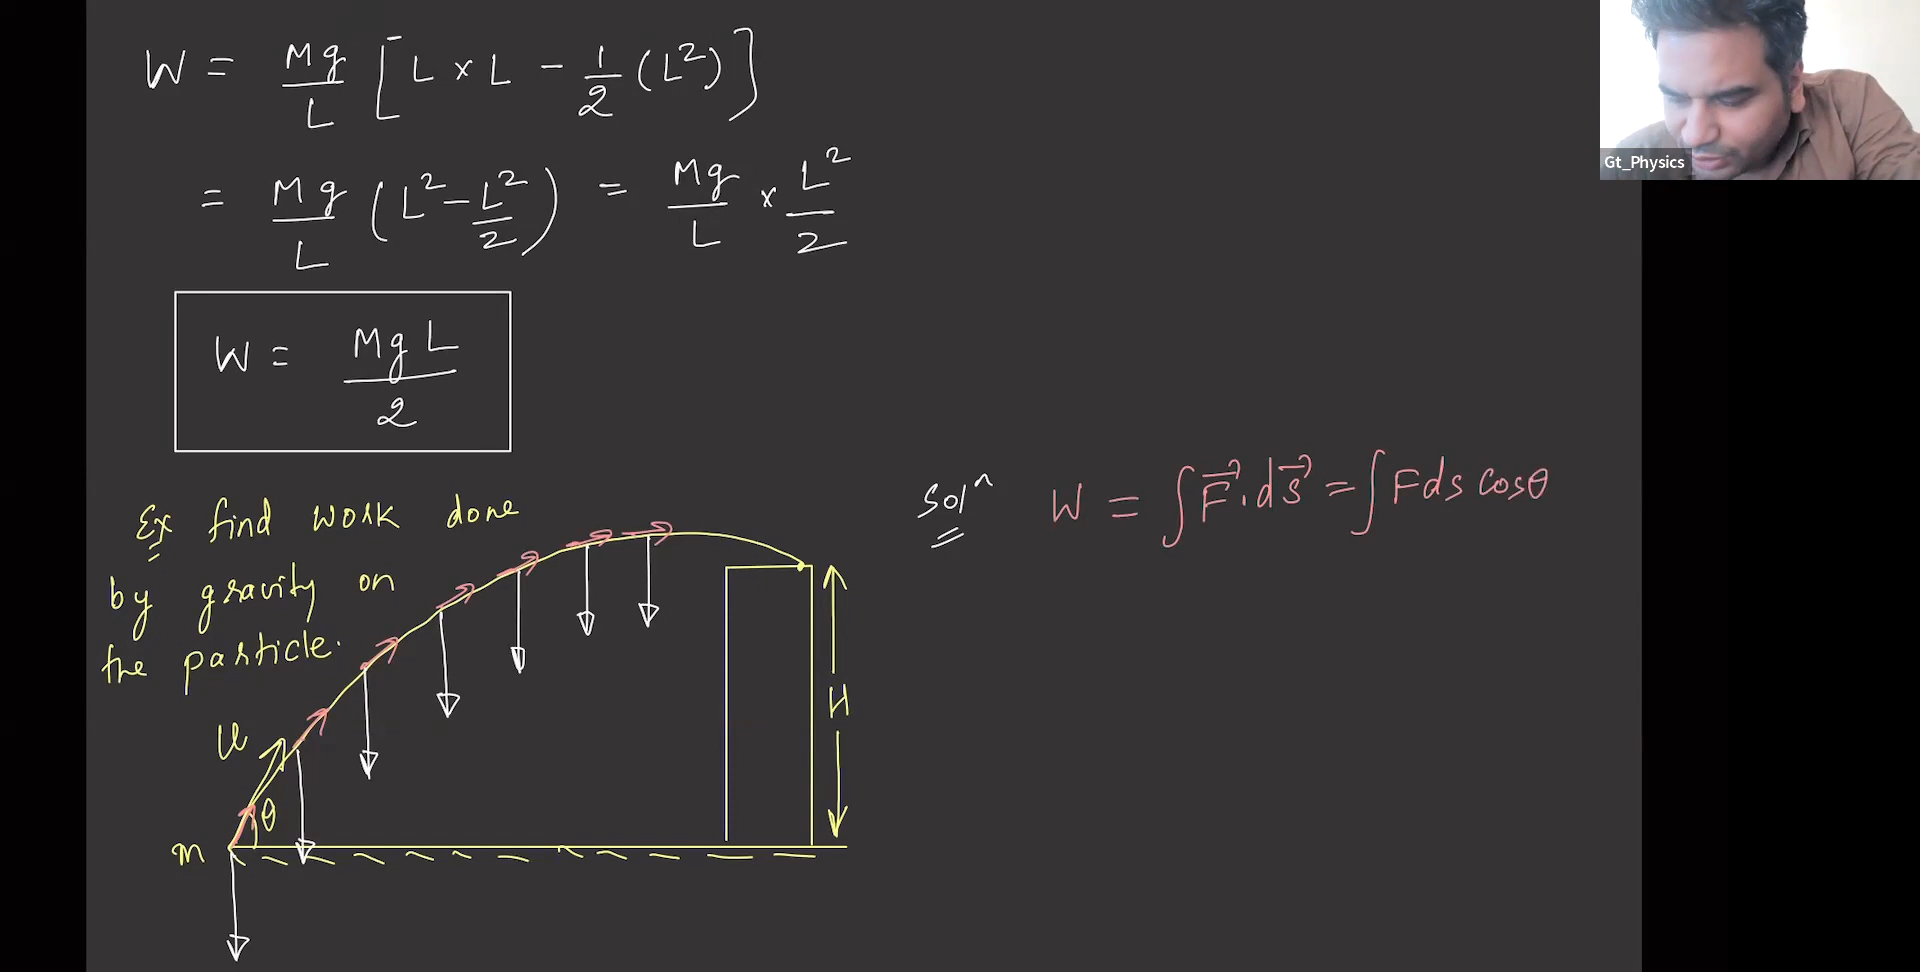 W = Mg/L [L × L - 1/2 (L²)]
= Mg/L (L² - L²/2) = Mg/L × L²/2
W = MgL/2
Ex find work done
by gravity on
the particle.
u
θ
m
H
Solⁿ W = ∫F⃗.ds⃗ = ∫Fds cosθ
Gt_Physics